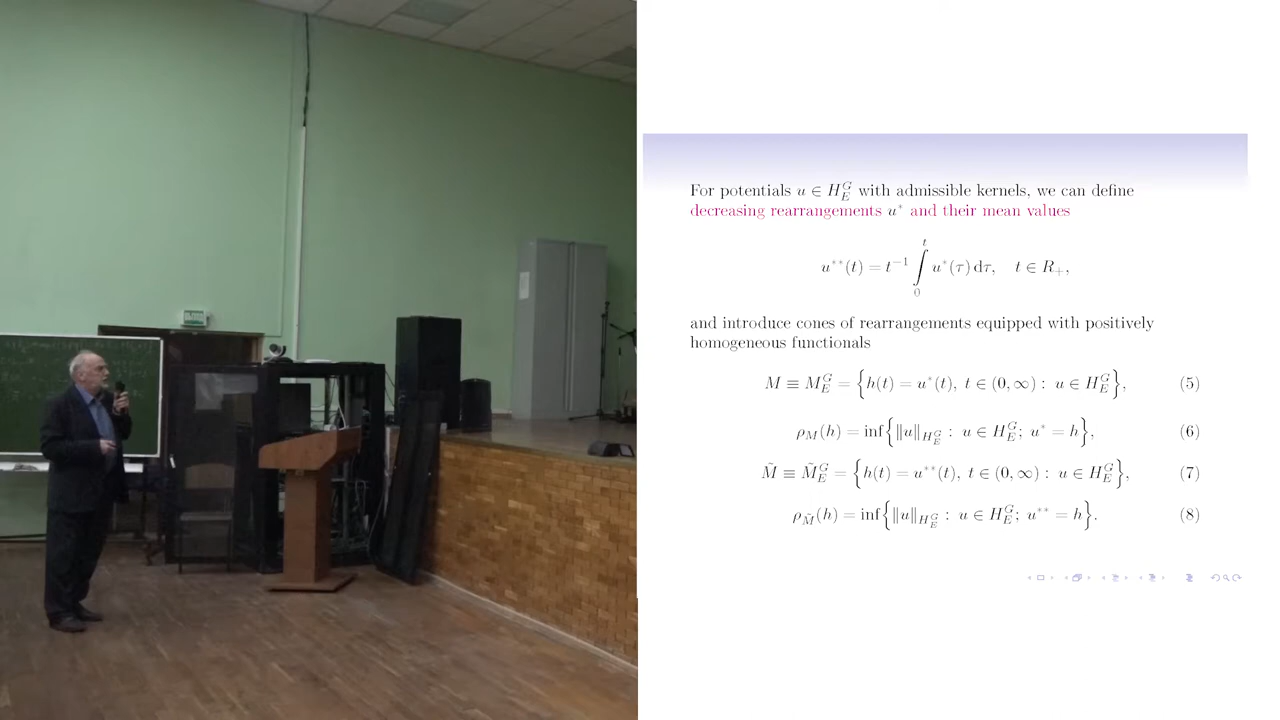 For potentials u ∈ H_E^G with admissible kernels, we can define
decreasing rearrangements u* and their mean values
u**(t) = t^{-1} ∫_0^t u*(τ) dτ, t ∈ R_+,
and introduce cones of rearrangements equipped with positively
homogeneous functionals
M ≡ M_E^G = {h(t) = u*(t), t ∈ (0, ∞) : u ∈ H_E^G}, (5)
ρ_M(h) = inf{‖u‖_{H_E^G} : u ∈ H_E^G; u* = h}, (6)
M̃ ≡ M̃_E^G = {h(t) = u**(t), t ∈ (0, ∞) : u ∈ H_E^G}, (7)
ρ_M̃(h) = inf{‖u‖_{H_E^G} : u ∈ H_E^G; u** = h}. (8)